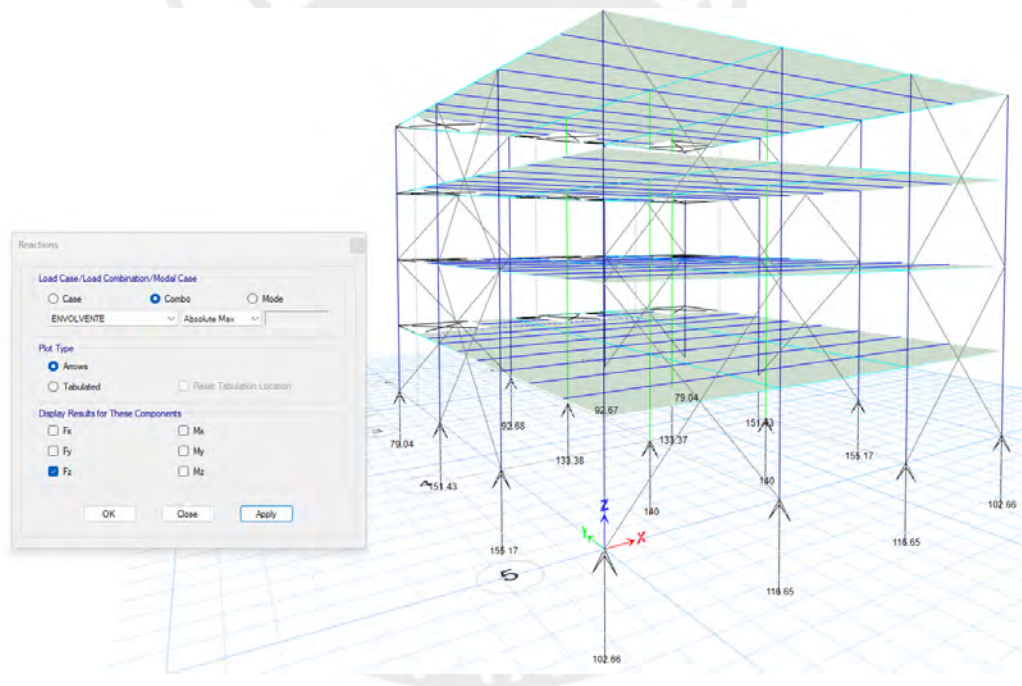 Reactions
Load Case/Load Combination/Modal Case
Case
Combo
Mode
ENVOLVENTE
Absolute Max
Plot Type
Arrows
Tabulated
Reset Tabulation Location
Display Results for These Components
Fx
Mx
Fy
My
Fz
Mz
OK
Close
Apply
92.67
79.04
79.04
92.68
151.43
133.37
133.38
155.17
151.43
140
102.66
140
Z
Y
X
155.17
116.65
5
116.65
102.66